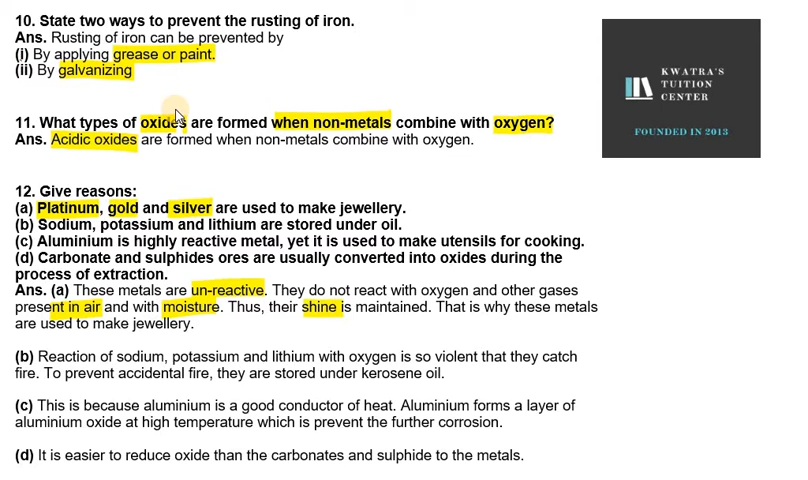 10. State two ways to prevent the rusting of iron.
Ans. Rusting of iron can be prevented by
(i) By applying grease or paint.
(ii) By galvanizing
KWATRA'S
TUITION
CENTER
FOUNDED IN 2013
11. What types of oxides are formed when non-metals combine with oxygen?
Ans. Acidic oxides are formed when non-metals combine with oxygen.
12. Give reasons:
(a) Platinum, gold and silver are used to make jewellery.
(b) Sodium, potassium and lithium are stored under oil.
(c) Aluminium is highly reactive metal, yet it is used to make utensils for cooking.
(d) Carbonate and sulphides ores are usually converted into oxides during the
process of extraction.
Ans. (a) These metals are un-reactive. They do not react with oxygen and other gases
present in air and with moisture. Thus, their shine is maintained. That is why these metals
are used to make jewellery.
(b) Reaction of sodium, potassium and lithium with oxygen is so violent that they catch
fire. To prevent accidental fire, they are stored under kerosene oil.
(c) This is because aluminium is a good conductor of heat. Aluminium forms a layer of
aluminium oxide at high temperature which is prevent the further corrosion.
(d) It is easier to reduce oxide than the carbonates and sulphide to the metals.